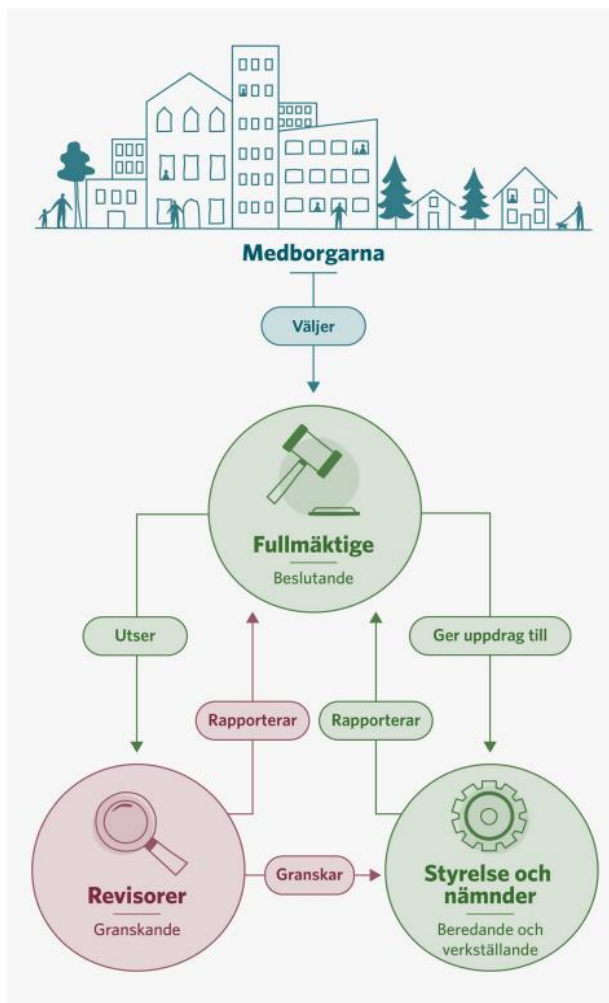 Medborgarna
Väljer
Fullmäktige
Beslutande
Utser
Ger uppdrag till
Rapporterar
Rapporterar
Revisorer
Granskande
Granskar
Styrelse och
nämnder
Beredande och
verkställande